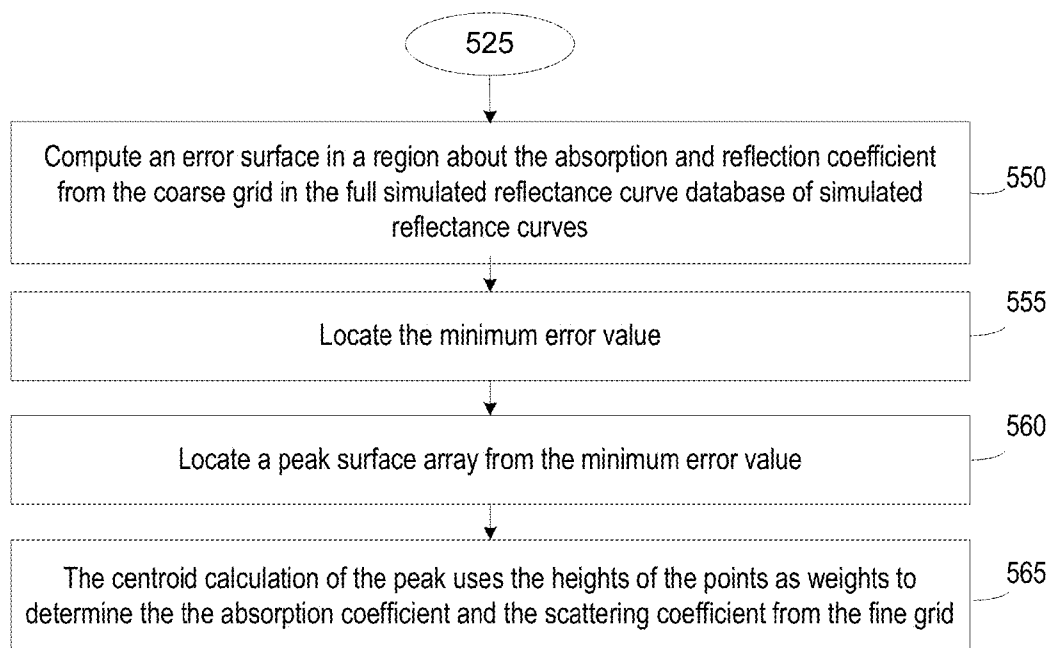 525
Compute an error surface in a region about the absorption and reflection coefficient
from the coarse grid in the full simulated reflectance curve database of simulated
reflectance curves
550
Locate the minimum error value
555
Locate a peak surface array from the minimum error value
560
The centroid calculation of the peak uses the heights of the points as weights to
determine the the absorption coefficient and the scattering coefficient from the fine grid
565